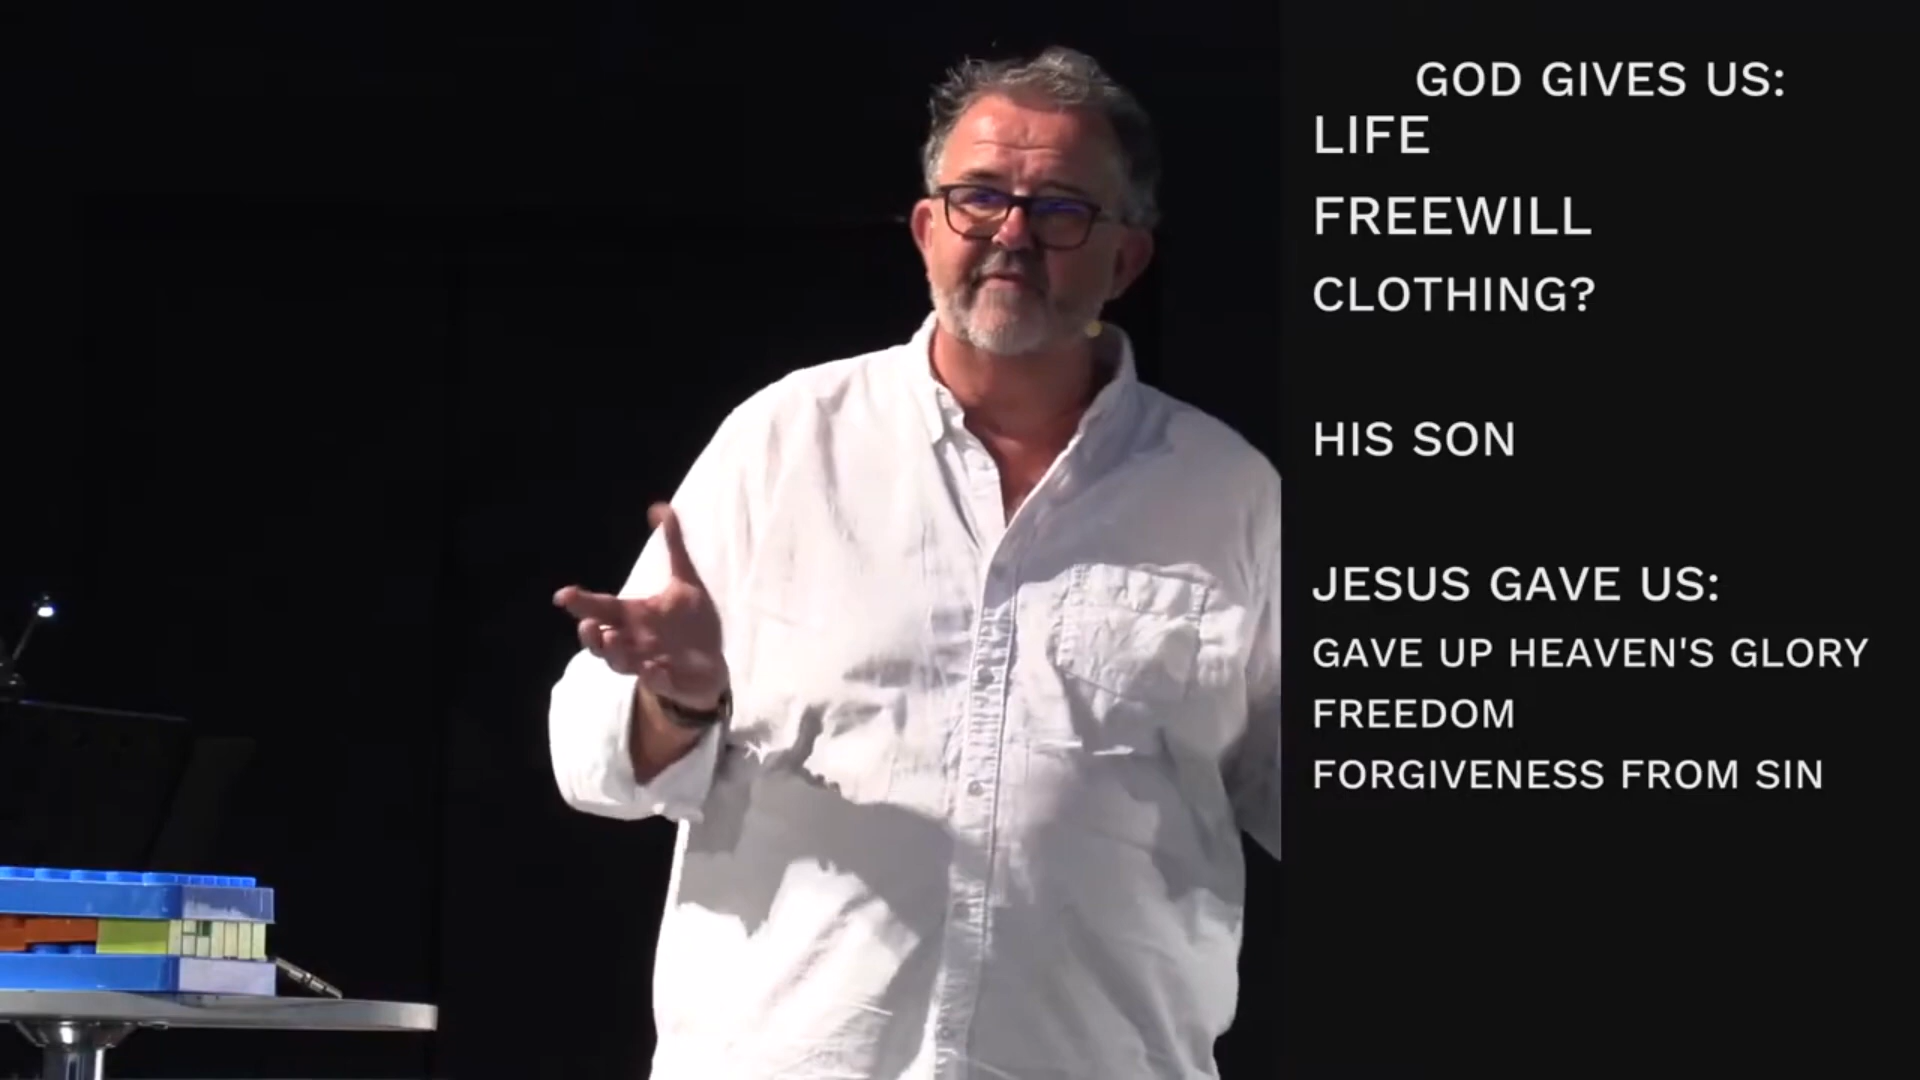 GOD GIVES US:
LIFE
FREEWILL
CLOTHING?
HIS SON
JESUS GAVE US:
GAVE UP HEAVEN'S GLORY
FREEDOM
FORGIVENESS FROM SIN